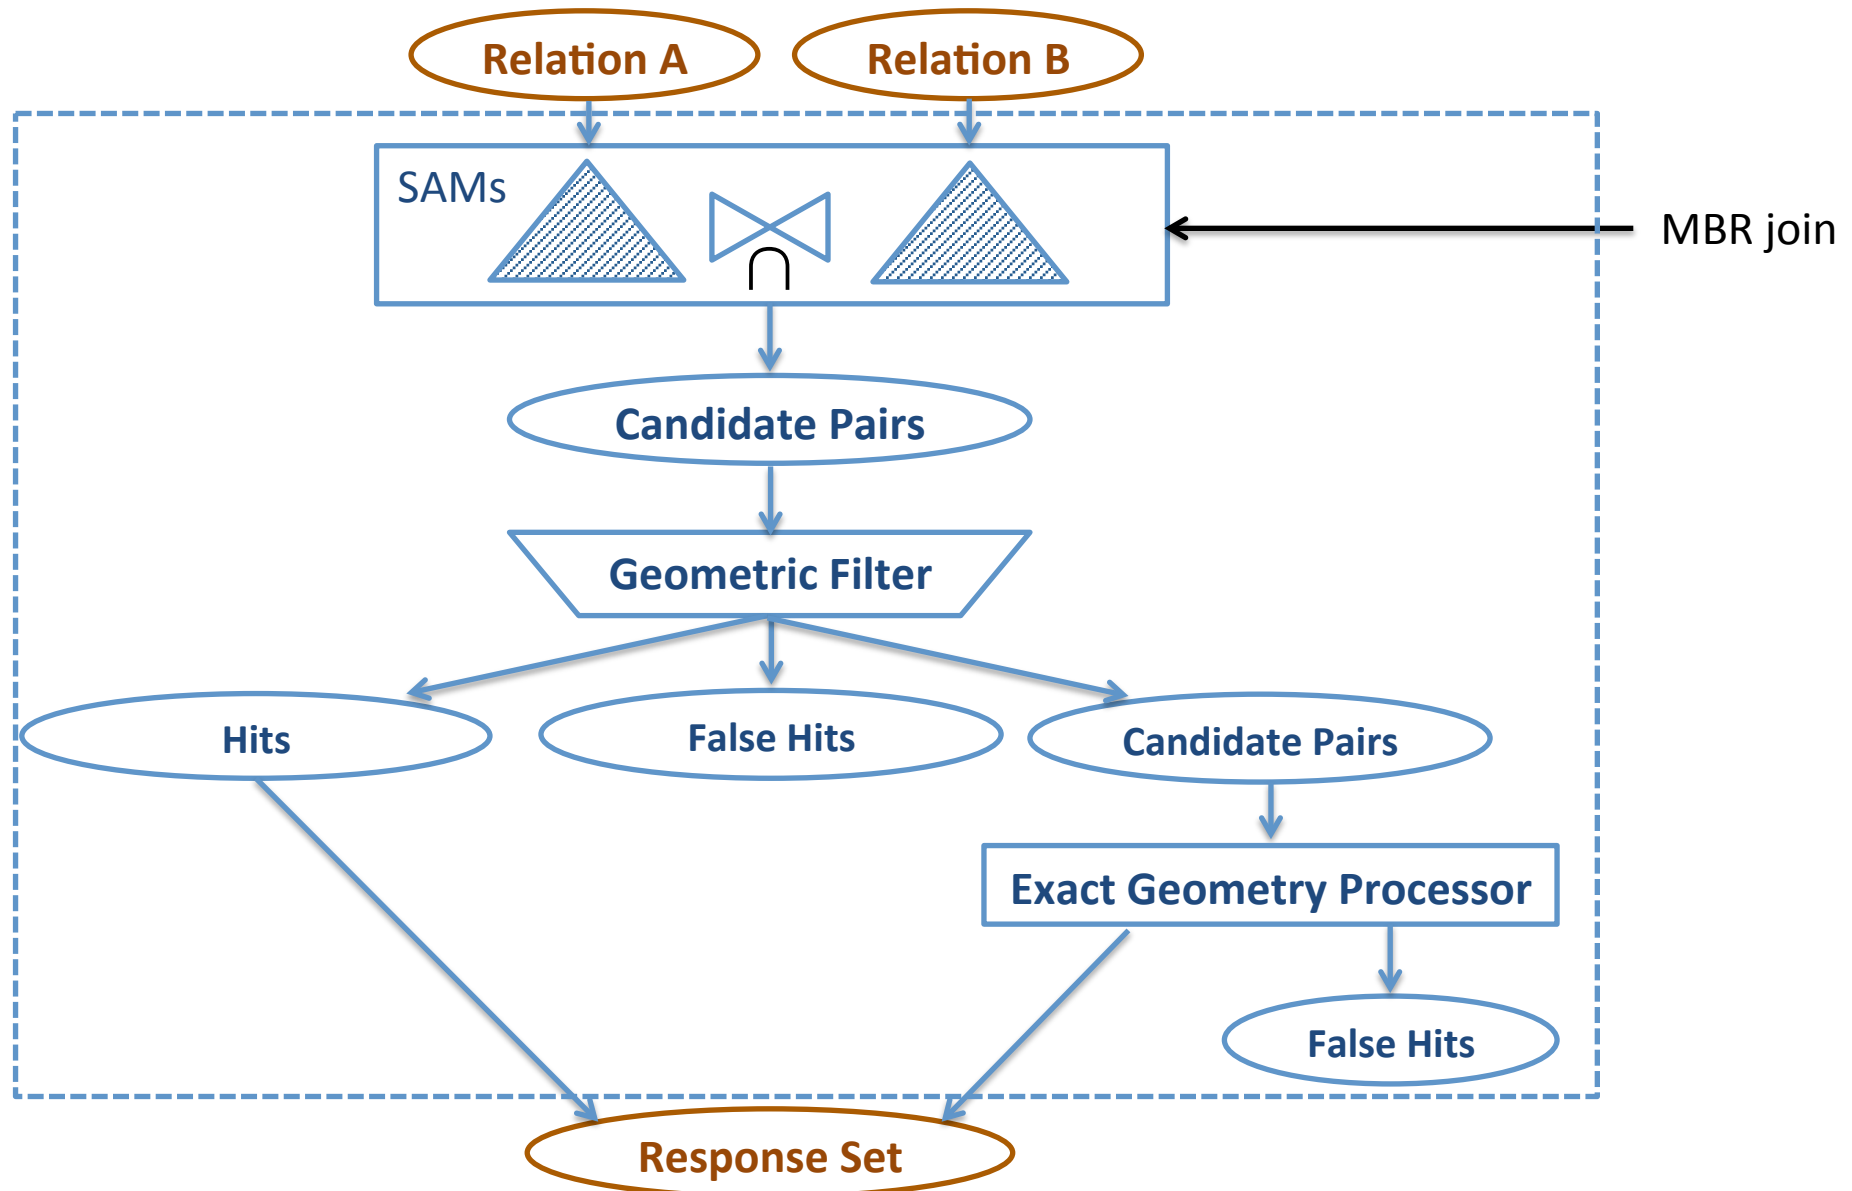 Relation A
Relation B
SAMs
MBR join
Candidate Pairs
Geometric Filter
Hits
False Hits
Candidate Pairs
Exact Geometry Processor
False Hits
Response Set